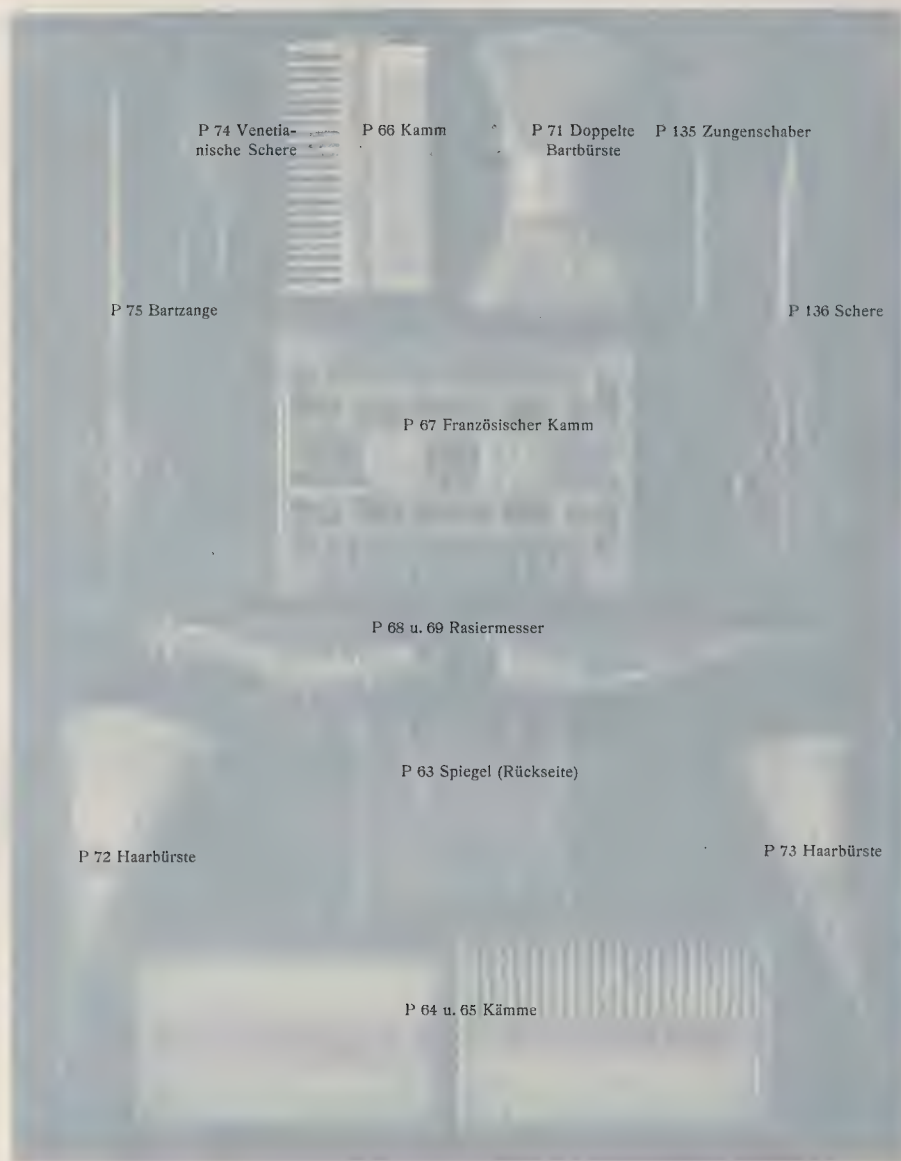 P 74 Venetia-
nische Schere
P 66 Kamm
P 71 Doppelte
Bartbürste
P 135 Zungenschaber
P 75 Bartzange
P 136 Schere
P 67 Französischer Kamm
P 68 u. 69 Rasiermesser
P 63 Spiegel (Rückseite)
P 72 Haarbürste
P 73 Haarbürste
P 64 u. 65 Kämme